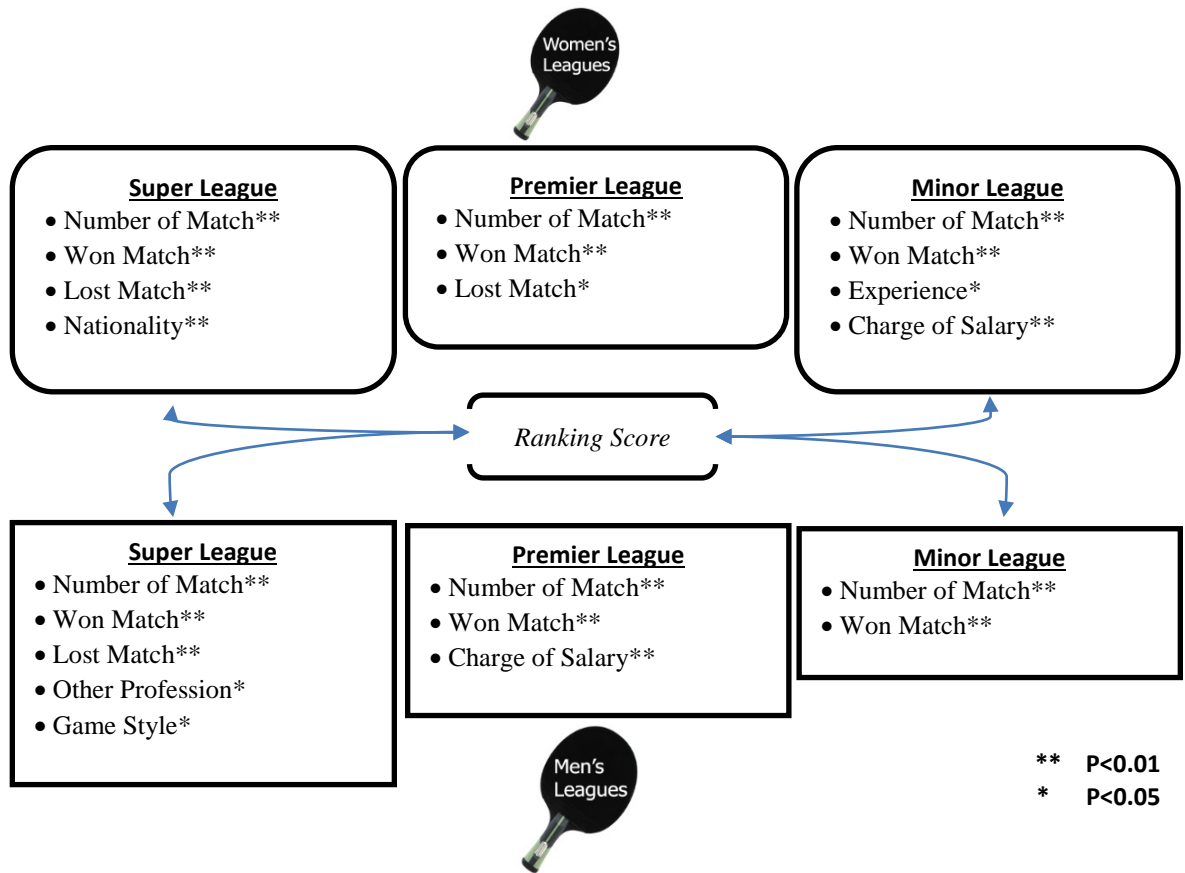 Women's
Leagues
Super League
• Number of Match**
• Won Match**
• Lost Match**
• Nationality**
Premier League
• Number of Match**
• Won Match**
• Lost Match*
Minor League
• Number of Match**
• Won Match**
• Experience*
• Charge of Salary**
Ranking Score
Super League
• Number of Match**
• Won Match**
• Lost Match**
• Other Profession*
• Game Style*
Premier League
• Number of Match**
• Won Match**
• Charge of Salary**
Minor League
• Number of Match**
• Won Match**
Men's
Leagues
** P<0.01
* P<0.05